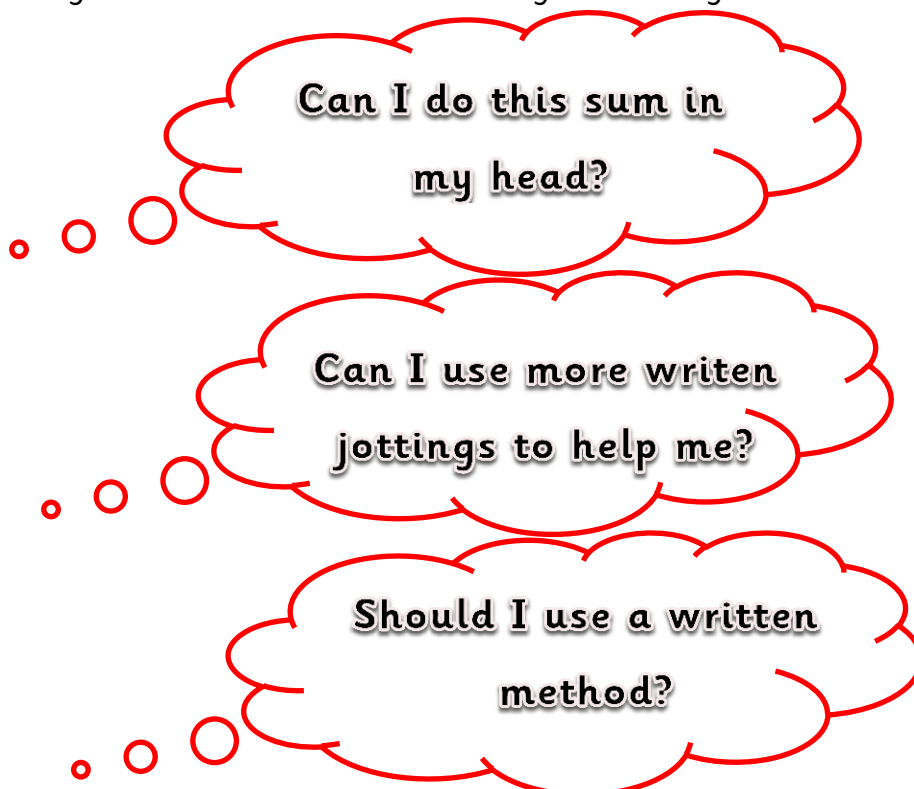 Can I do this sum in
my head?
Can I use more writen
jottings to help me?
Should I use a written
method?